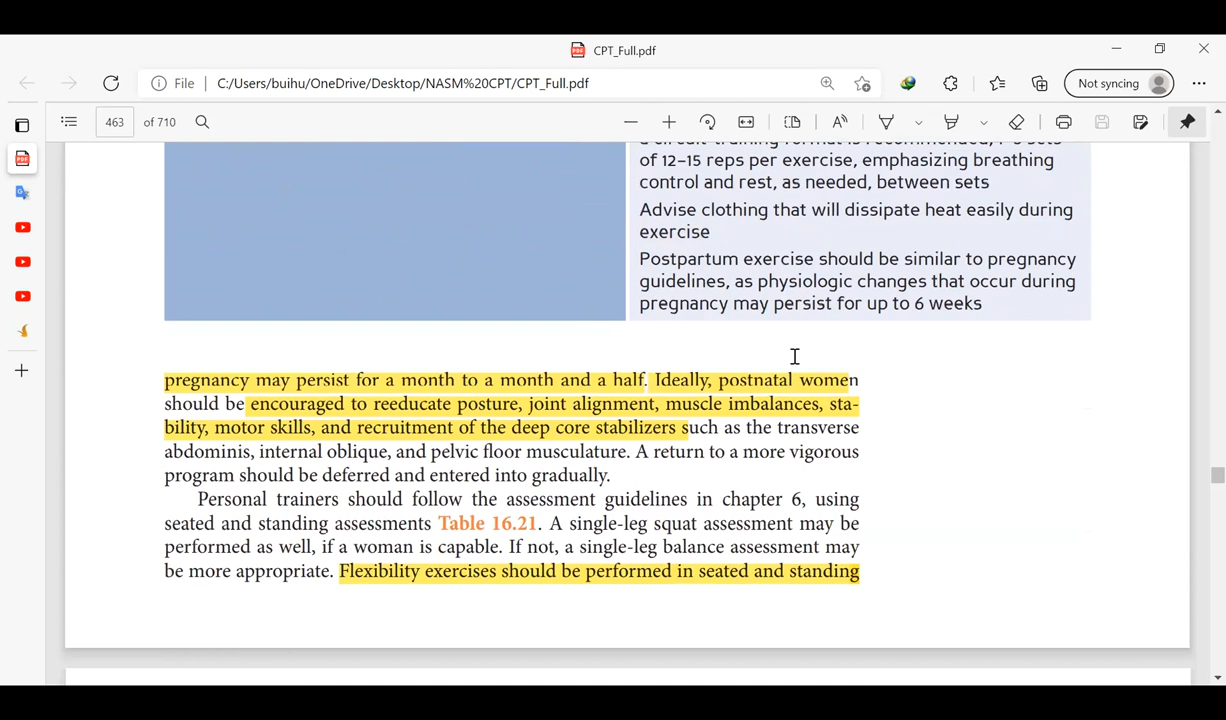 CPT_Full.pdf
File
C:/Users/buihu/OneDrive/Desktop/NASM%20CPT/CPT_Full.pdf
Not syncing
463 of 710
of 12–15 reps per exercise, emphasizing breathing
control and rest, as needed, between sets
Advise clothing that will dissipate heat easily during
exercise
Postpartum exercise should be similar to pregnancy
guidelines, as physiologic changes that occur during
pregnancy may persist for up to 6 weeks
pregnancy may persist for a month to a month and a half. Ideally, postnatal women
should be encouraged to reeducate posture, joint alignment, muscle imbalances, sta-
bility, motor skills, and recruitment of the deep core stabilizers such as the transverse
abdominis, internal oblique, and pelvic floor musculature. A return to a more vigorous
program should be deferred and entered into gradually.
Personal trainers should follow the assessment guidelines in chapter 6, using
seated and standing assessments Table 16.21. A single-leg squat assessment may be
performed as well, if a woman is capable. If not, a single-leg balance assessment may
be more appropriate. Flexibility exercises should be performed in seated and standing